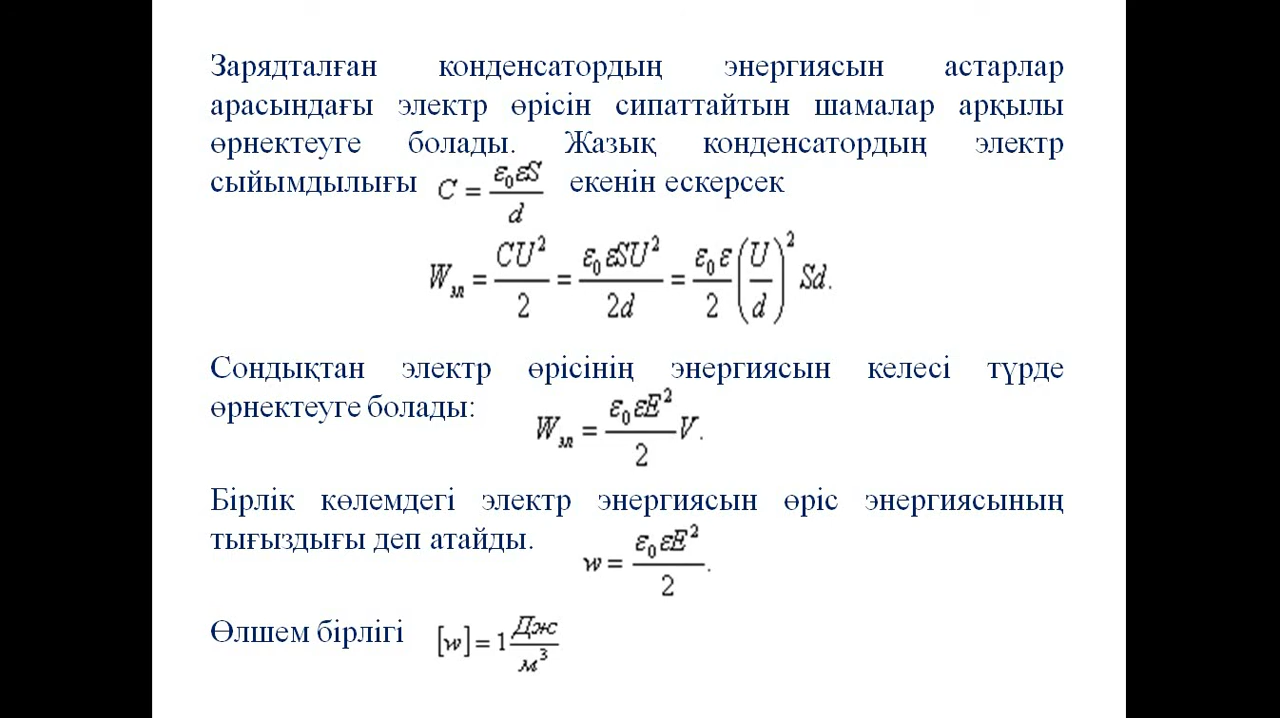 Зарядталған конденсатордың энергиясын астарлар
арасындағы электр өрісін сипаттайтын шамалар арқылы
өрнектеуге болады. Жазық конденсатордың электр
сыйымдылығы C = ε₀εS/d екенін ескерсек
Wэл = CU²/2 = ε₀εSU²/2d = ε₀ε/2 (U/d)² Sd.
Сондықтан электр өрісінің энергиясын келесі түрде
өрнектеуге болады: Wэл = ε₀εE²/2 V.
Бірлік көлемдегі электр энергиясын өріс энергиясының
тығыздығы деп атайды. w = ε₀εE²/2.
Өлшем бірлігі [w] = 1 Дж/м³